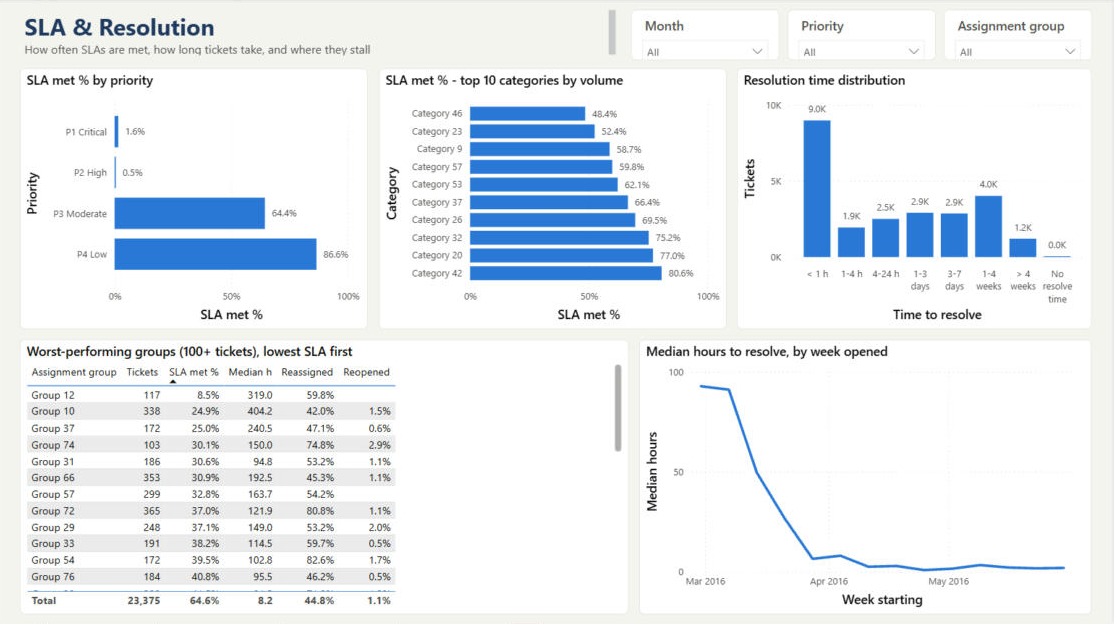 SLA & Resolution
How often SLAs are met, how long tickets take, and where they stall
Month
All
Priority
All
Assignment group
All
SLA met % by priority
Priority
P1 Critical 1.6%
P2 High 0.5%
P3 Moderate 64.4%
P4 Low 86.6%
0% 50% 100%
SLA met %
SLA met % - top 10 categories by volume
Category
Category 46 48.4%
Category 23 52.4%
Category 9 58.7%
Category 57 59.8%
Category 53 62.1%
Category 37 66.4%
Category 26 69.5%
Category 32 75.2%
Category 20 77.0%
Category 42 80.6%
0% 50% 100%
SLA met %
Resolution time distribution
Tickets
10K
5K
0K
9.0K 1.9K 2.5K 2.9K 2.9K 4.0K 1.2K 0.0K
< 1 h 1-4 h 4-24 h 1-3 3-7 1-4 > 4 No
days days weeks weeks resolve
time
Time to resolve
Worst-performing groups (100+ tickets), lowest SLA first
Assignment group Tickets SLA met % Median h Reassigned Reopened
Group 12 117 8.5% 319.0 59.8%
Group 10 338 24.9% 404.2 42.0% 1.5%
Group 37 172 25.0% 240.5 47.1% 0.6%
Group 74 103 30.1% 150.0 74.8% 2.9%
Group 31 186 30.6% 94.8 53.2% 1.1%
Group 66 353 30.9% 192.5 45.3% 1.1%
Group 57 299 32.8% 163.7 54.2%
Group 72 365 37.0% 121.9 80.8% 1.1%
Group 29 248 37.1% 149.0 53.2% 2.0%
Group 33 191 38.2% 114.5 59.7% 0.5%
Group 54 172 39.5% 102.8 82.6% 1.7%
Group 76 184 40.8% 95.5 46.2% 0.5%
Total 23,375 64.6% 8.2 44.8% 1.1%
Median hours to resolve, by week opened
Median hours
100
50
0
Mar 2016 Apr 2016 May 2016
Week starting